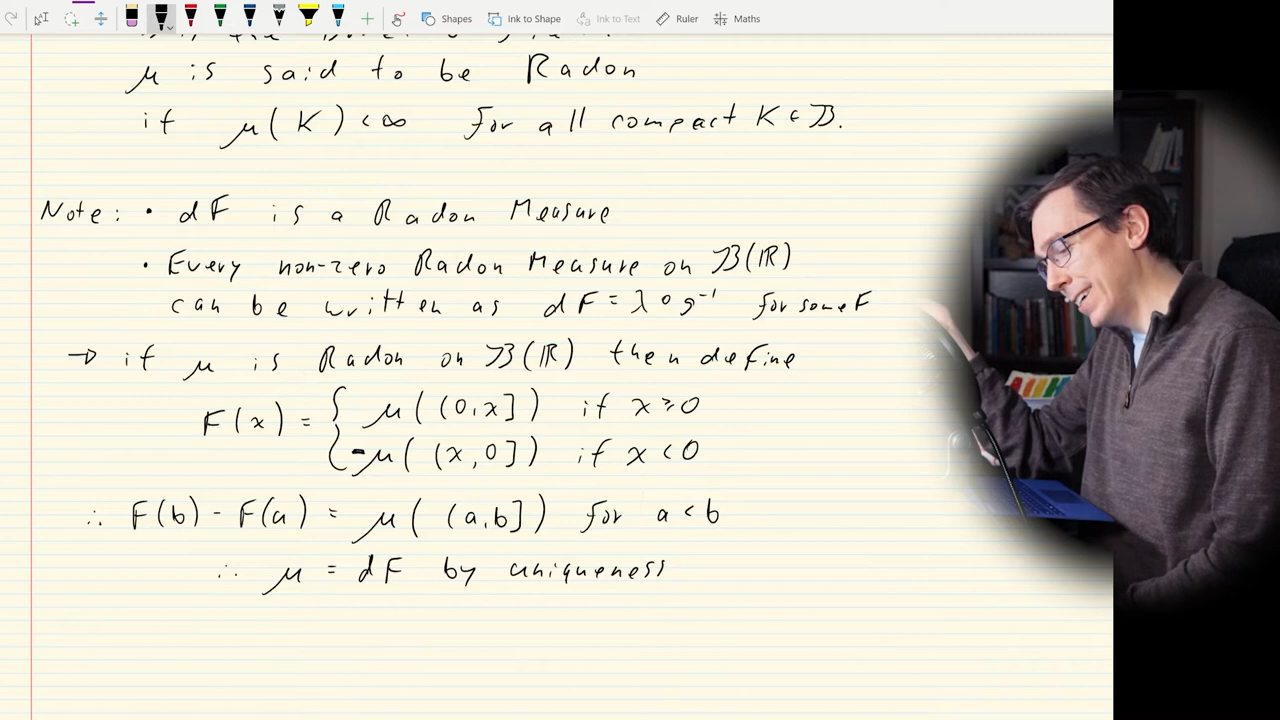 Shapes Ink to Shape Ink to Text Ruler Maths
μ is said to be Radon
if μ(K) < ∞ for all compact K ∈ B.
Note: • dF is a Radon Measure
• Every non-zero Radon Measure on B(ℝ)
can be written as dF = λ ∘ g⁻¹ for some F
→ if μ is Radon on B(ℝ) then define
F(x) = { μ((0,x]) if x ≥ 0
-μ((x,0]) if x < 0
∴ F(b) - F(a) = μ((a,b]) for a < b
∴ μ = dF by uniqueness